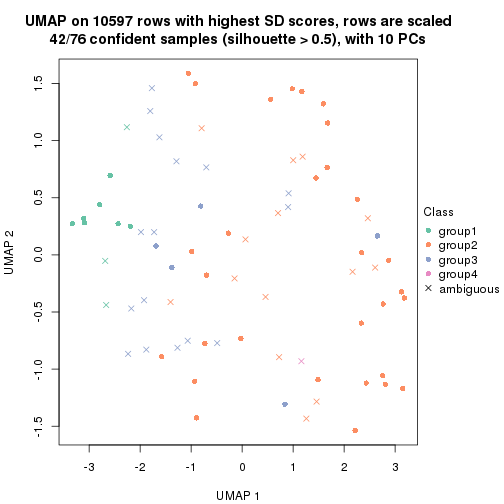 UMAP on 10597 rows with highest SD scores, rows are scaled
42/76 confident samples (silhouette > 0.5), with 10 PCs
1.5
1.0
0.5
0.0
-0.5
-1.0
-1.5
UMAP 2
-3 -2 -1 0 1 2 3
UMAP 1
Class
group1
group2
group3
group4
ambiguous